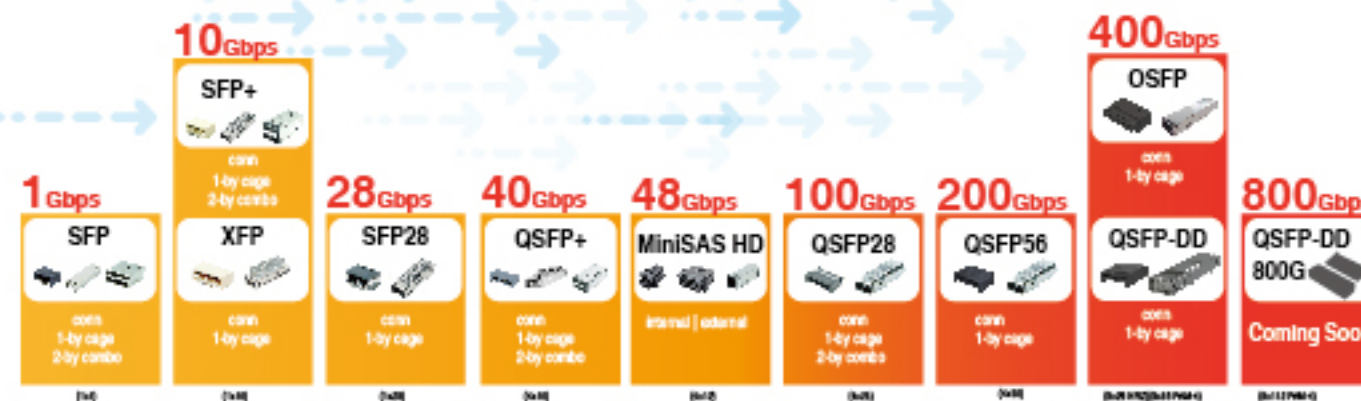 1Gbps
SFP
conn
1-by cage
2-by combo
10Gbps
SFP+
conn
1-by cage
2-by combo
XFP
conn
1-by cage
28Gbps
SFP28
conn
1-by cage
40Gbps
QSFP+
conn
1-by cage
2-by combo
48Gbps
MiniSAS HD
internal | external
100Gbps
QSFP28
conn
1-by cage
2-by combo
200Gbps
QSFP56
conn
1-by cage
400Gbps
OSFP
conn
1-by cage
QSFP-DD
conn
1-by cage
800Gbp
QSFP-DD
800G
Coming Soo